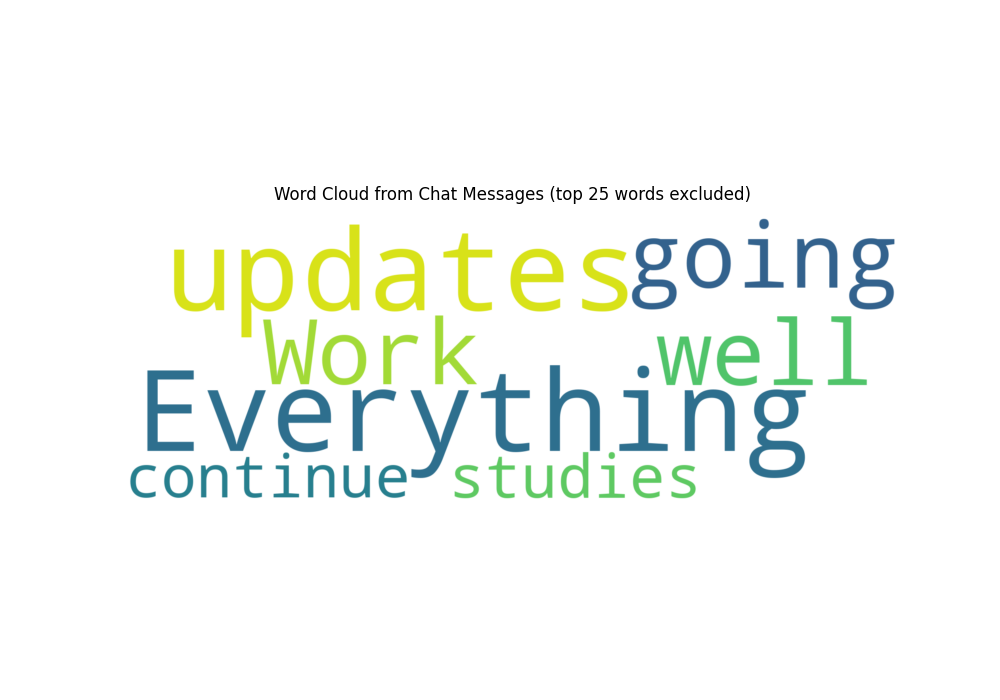 Word Cloud from Chat Messages (top 25 words excluded)
updates going
Work well
Everything
continue studies